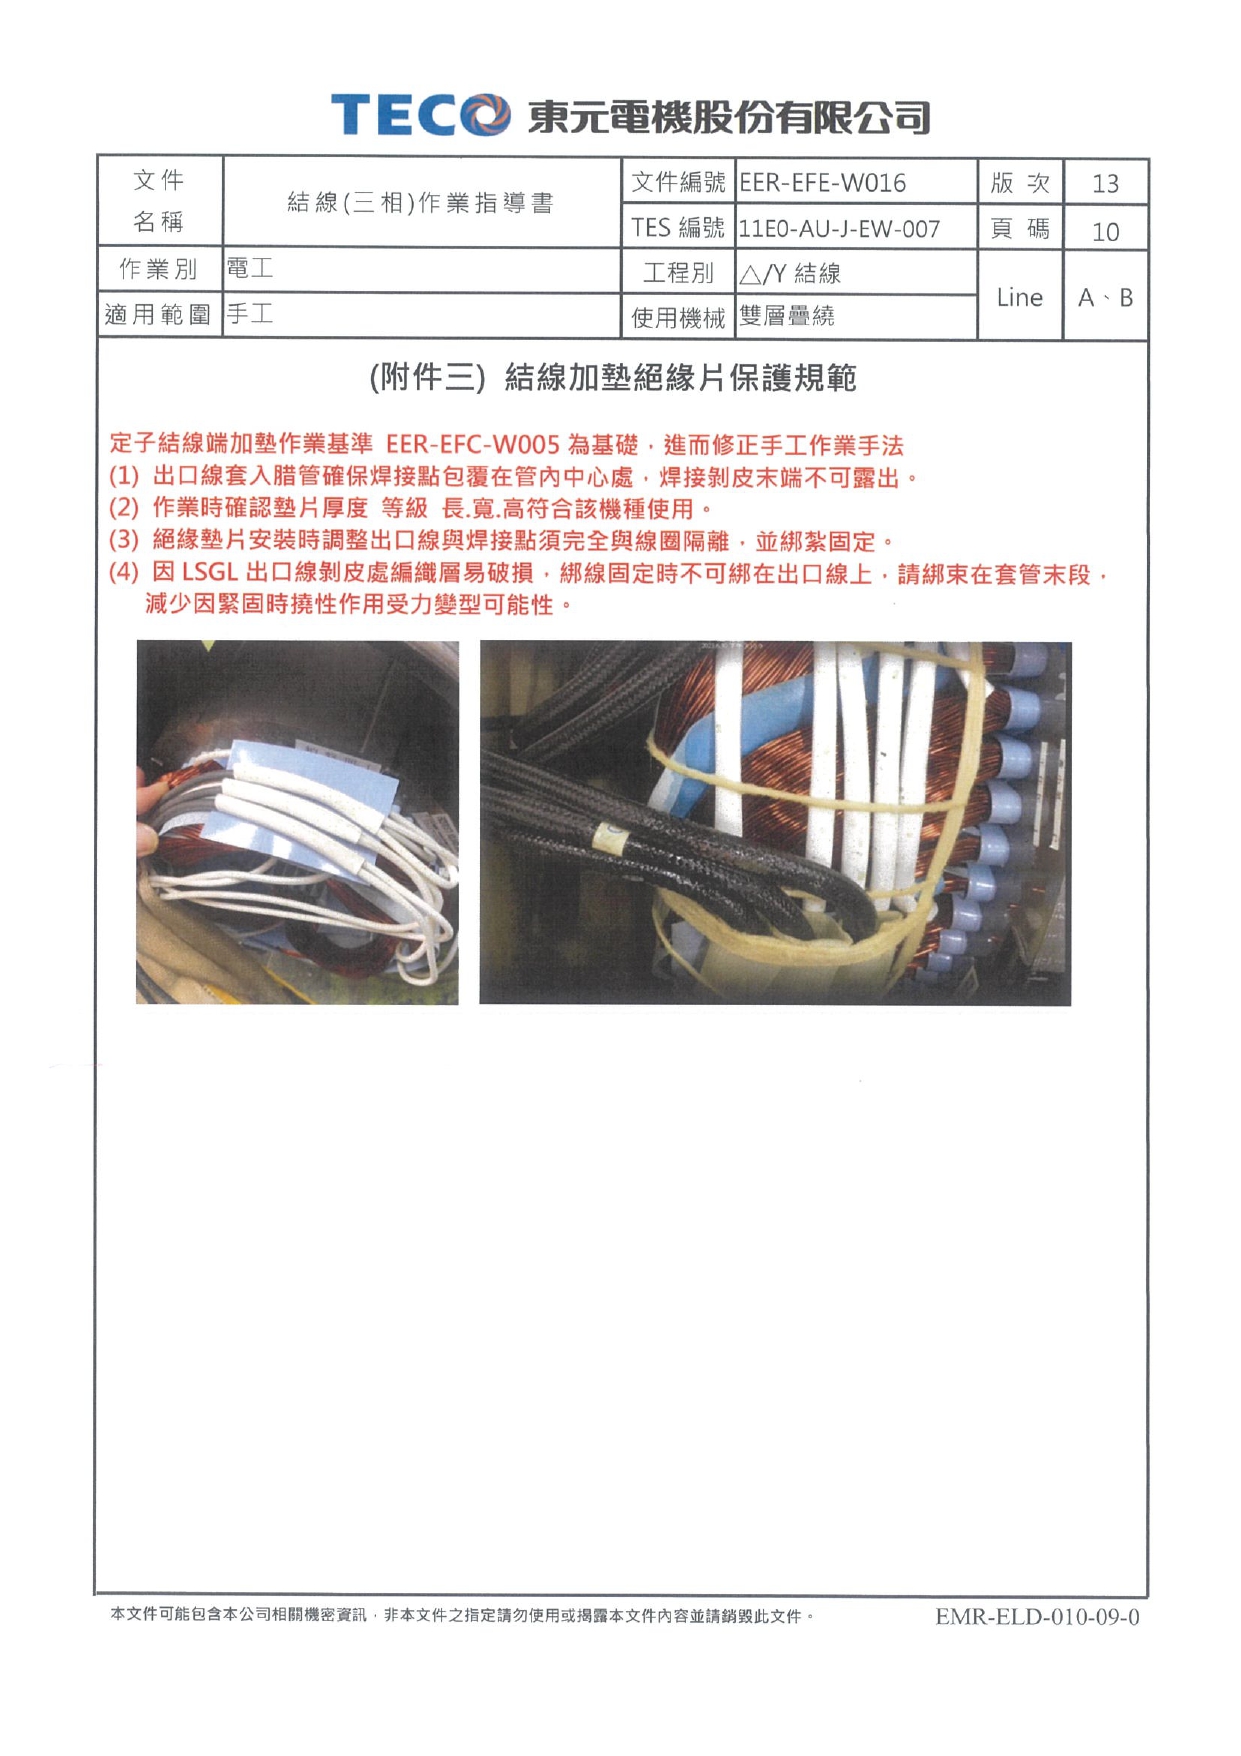 TECO 東元電機股份有限公司
文件名稱 結線(三相)作業指導書 文件編號 EER-EFE-W016 版次 13
TES 編號 11E0-AU-J-EW-007 頁碼 10
作業別 電工 工程別 △/Y 結線 Line A、B
適用範圍 手工 使用機械 雙層疊繞
(附件三) 結線加墊絕緣片保護規範
定子結線端加墊作業基準 EER-EFC-W005 為基礎，進而修正手工作業手法
(1) 出口線套入腊管確保焊接點包覆在管內中心處，焊接剝皮末端不可露出。
(2) 作業時確認墊片厚度 等級 長.寬.高符合該機種使用。
(3) 絕緣墊片安裝時調整出口線與焊接點須完全與線圈隔離，並綁紮固定。
(4) 因 LSGL 出口線剝皮處編織層易破損，綁線固定時不可綁在出口線上，請綁束在套管末段，
減少因緊固時撓性作用受力變型可能性。
本文件可能包含本公司相關機密資訊，非本文件之指定請勿使用或揭露本文件內容並請銷毀此文件。 EMR-ELD-010-09-0